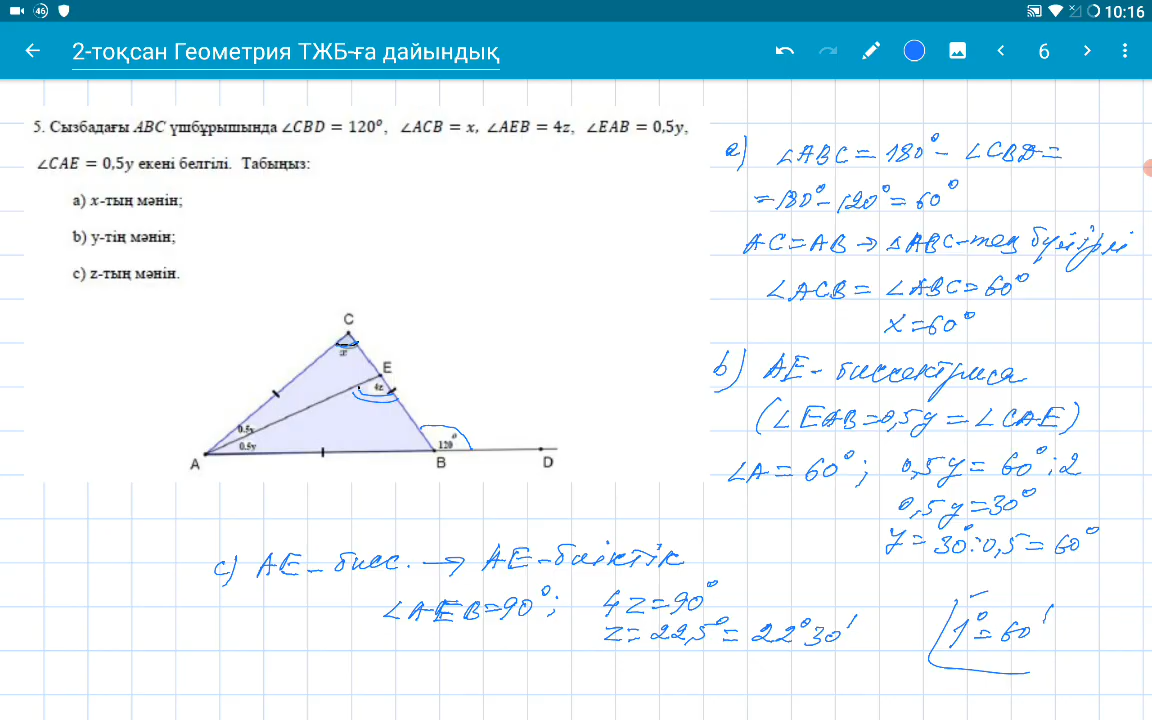 46
10:16
2-тоқсан Геометрия ТЖБ-ға дайындық
6
5. Сызбадағы ABC үшбұрышында ∠CBD = 120°, ∠ACB = x, ∠AEB = 4z, ∠EAB = 0,5y,
∠CAE = 0,5y екені белгілі. Табыңыз:
a) x-тың мәнін;
b) y-тің мәнін;
c) z-тың мәнін.
C
x
E
4z
0.5y
0.5y
120°
A
B
D
a) ∠ABC = 180° - ∠CBD =
= 180° - 120° = 60°
AC = AB ⇒ △ABC - тең бүйірлі
∠ACB = ∠ABC = 60°
x = 60°
b) AE - биссектриса
(∠EAB = 0,5y = ∠CAE)
∠A = 60°; 0,5y = 60° : 2
0,5y = 30°
y = 30° : 0,5 = 60°
c) AE - бисс. → AE - биіктік
∠AEB = 90°; 4z = 90°
z = 22,5° = 22°30'
1° = 60'